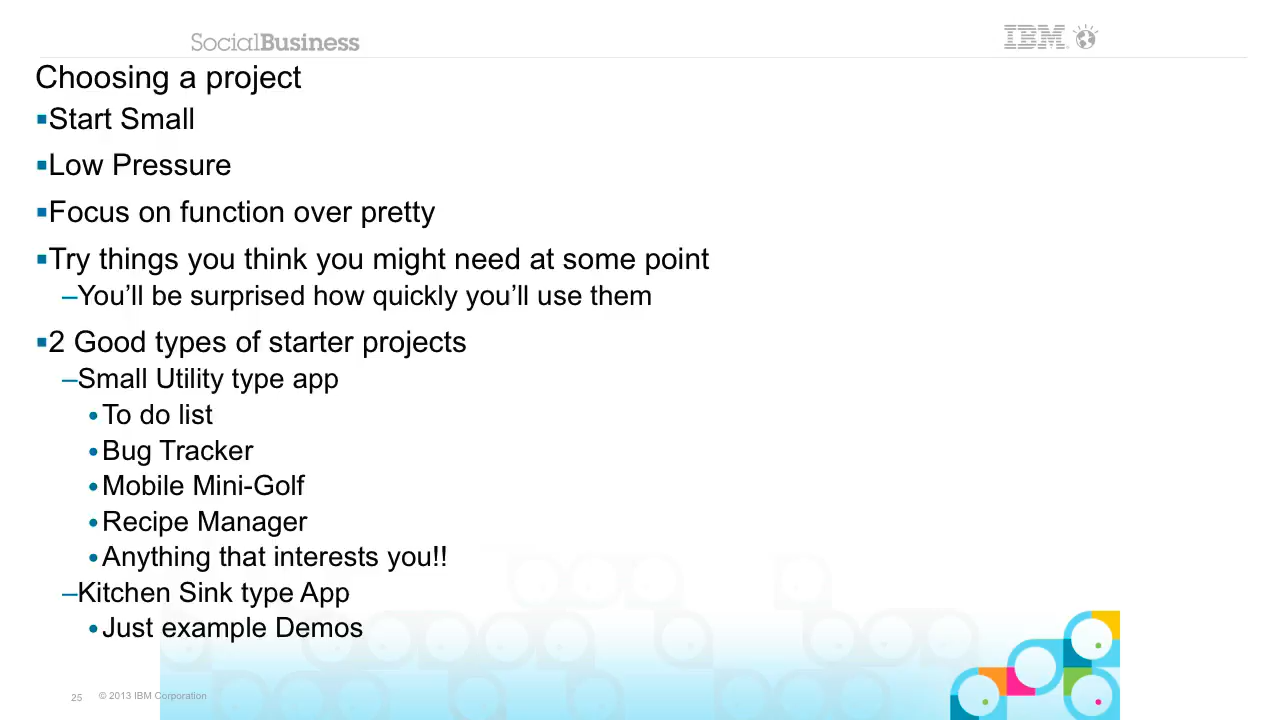 SocialBusiness
IBM
Choosing a project
▪Start Small
▪Low Pressure
▪Focus on function over pretty
▪Try things you think you might need at some point
–You’ll be surprised how quickly you’ll use them
▪2 Good types of starter projects
–Small Utility type app
•To do list
•Bug Tracker
•Mobile Mini-Golf
•Recipe Manager
•Anything that interests you!!
–Kitchen Sink type App
•Just example Demos
25 © 2013 IBM Corporation